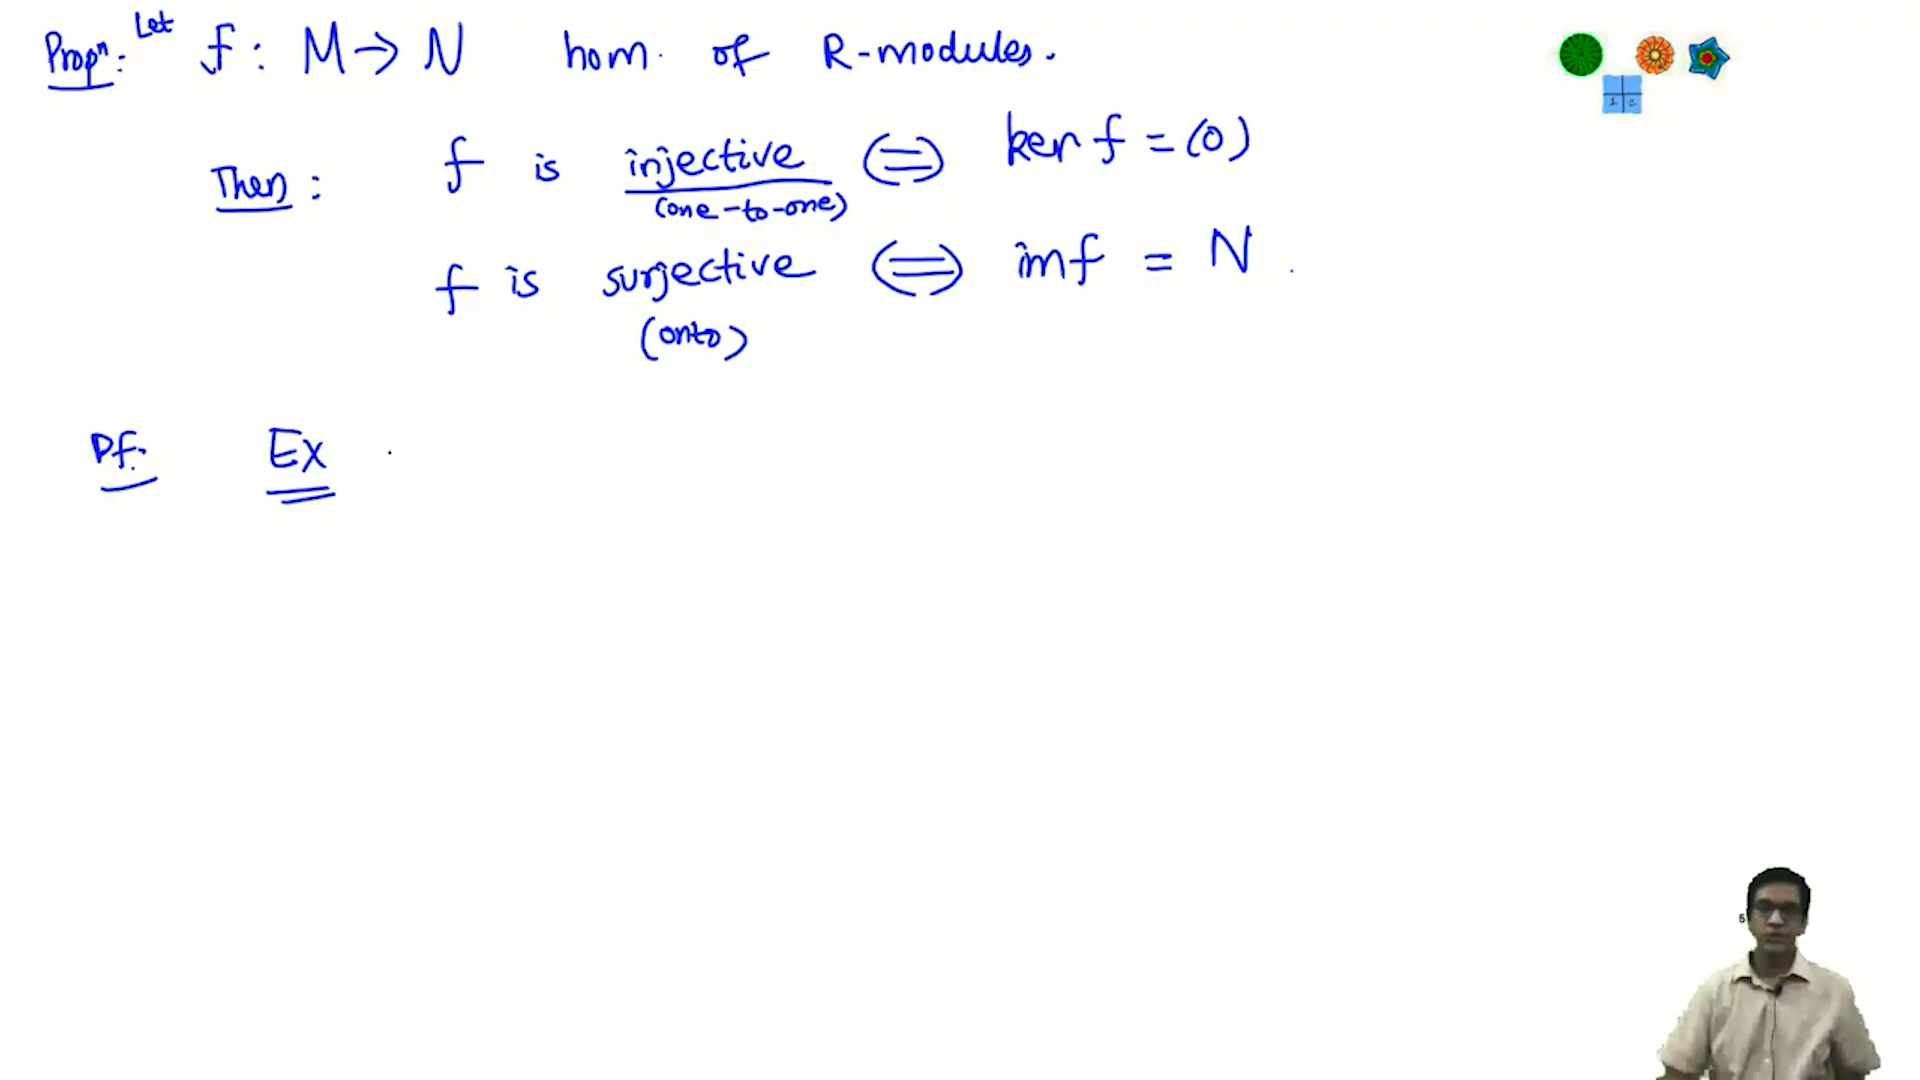 Propⁿ: Let f : M → N hom. of R-modules.
Then : f is injective ⟺ ker f = (0)
(one-to-one)
f is surjective ⟺ im f = N .
(onto)
Pf. Ex